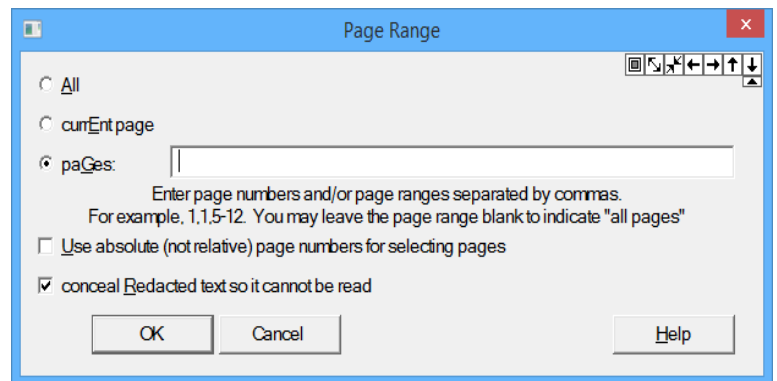 Page Range
All
currEnt page
paGes:
Enter page numbers and/or page ranges separated by commas.
For example, 1,1,5-12. You may leave the page range blank to indicate "all pages"
Use absolute (not relative) page numbers for selecting pages
conceal Redacted text so it cannot be read
OK Cancel Help